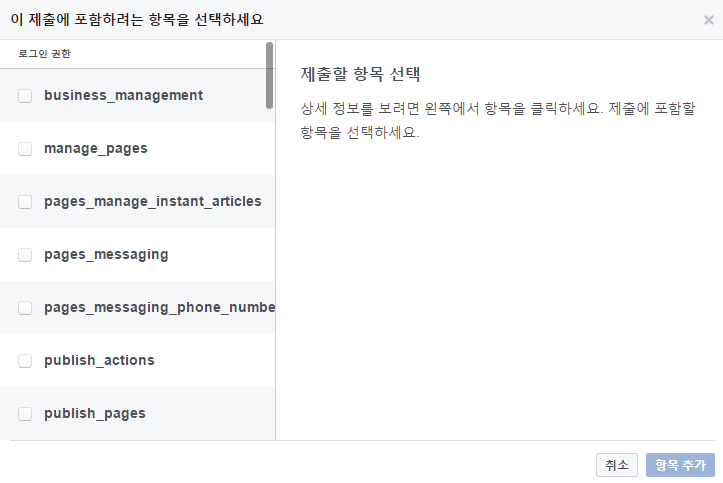 이 제출에 포함하려는 항목을 선택하세요
×
로그인 권한
business_management
manage_pages
pages_manage_instant_articles
pages_messaging
pages_messaging_phone_numbe
publish_actions
publish_pages
제출할 항목 선택
상세 정보를 보려면 왼쪽에서 항목을 클릭하세요. 제출에 포함할
항목을 선택하세요.
취소
항목 추가